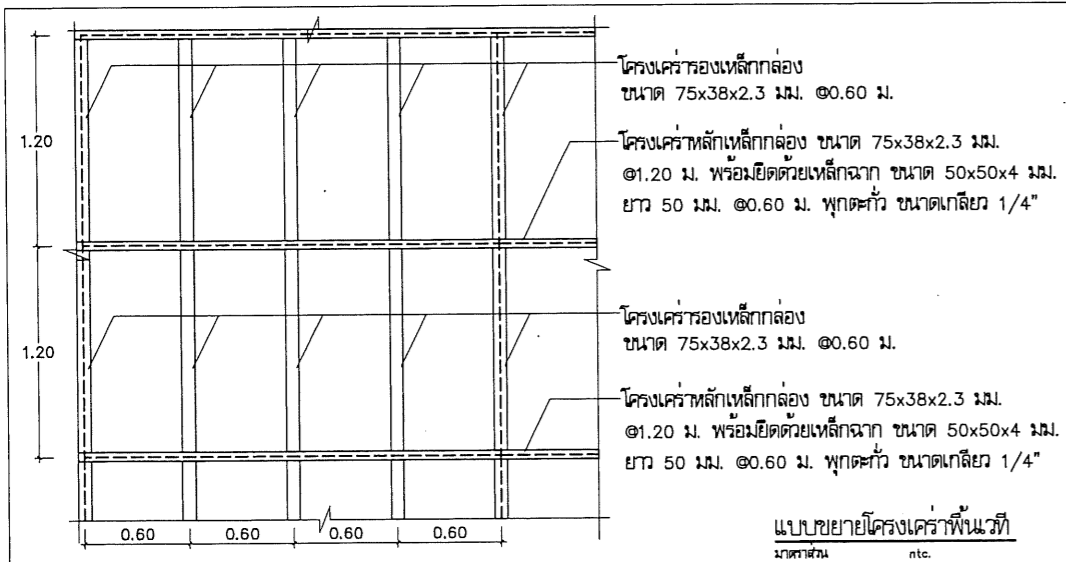 โครงเคร่ารองเหล็กกล่อง
ขนาด 75x38x2.3 มม. @0.60 ม.
1.20
โครงเคร่าหลักเหล็กกล่อง ขนาด 75x38x2.3 มม.
@1.20 ม. พร้อมยึดด้วยเหล็กฉาก ขนาด 50x50x4 มม.
ยาว 50 มม. @0.60 ม. พุกตะกั่ว ขนาดเกลียว 1/4"
โครงเคร่ารองเหล็กกล่อง
ขนาด 75x38x2.3 มม. @0.60 ม.
1.20
โครงเคร่าหลักเหล็กกล่อง ขนาด 75x38x2.3 มม.
@1.20 ม. พร้อมยึดด้วยเหล็กฉาก ขนาด 50x50x4 มม.
ยาว 50 มม. @0.60 ม. พุกตะกั่ว ขนาดเกลียว 1/4"
0.60 0.60 0.60 0.60
แบบขยายโครงเคร่าพื้นเวที
มาตราส่วน ntc.